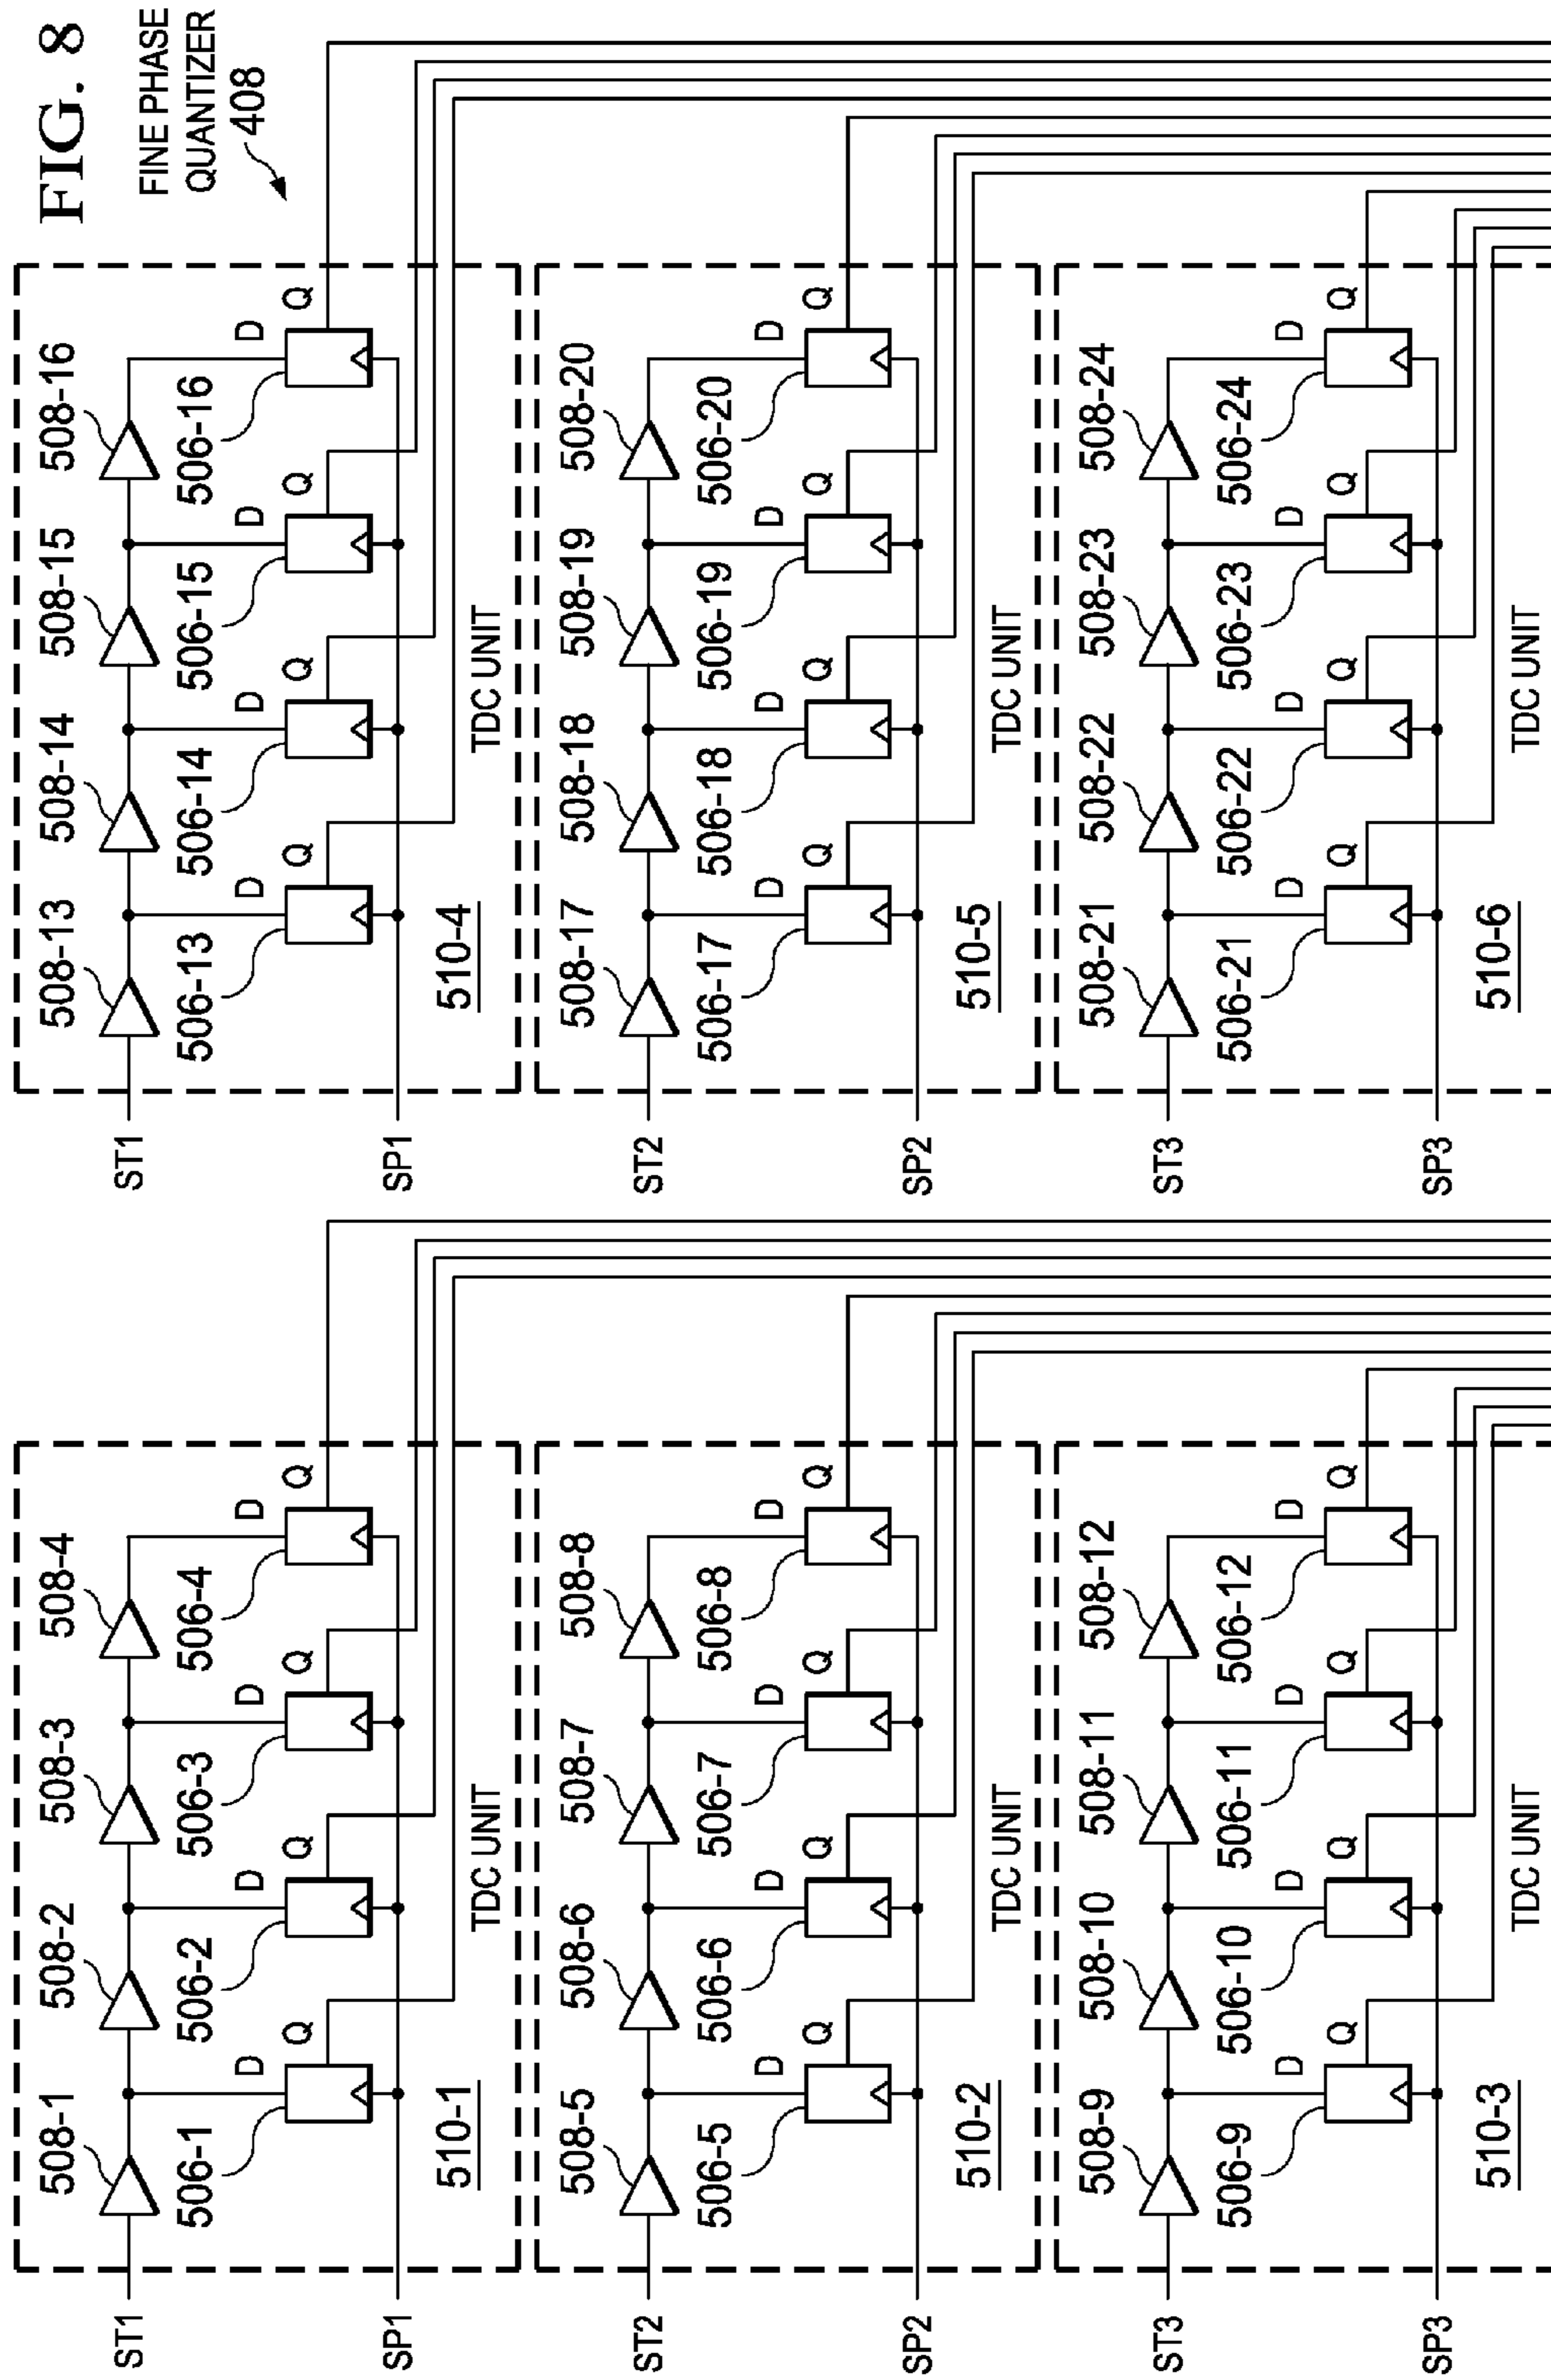 FIG. 8
FINE PHASE
QUANTIZER
408
508-1 508-2 508-3 508-4
ST1
506-1 506-2 506-3 506-4
D D D D
Q Q Q Q
SP1
510-1 TDC UNIT
508-13 508-14 508-15 508-16
ST1
506-13 506-14 506-15 506-16
D D D D
Q Q Q Q
SP1
510-4 TDC UNIT
508-5 508-6 508-7 508-8
ST2
506-5 506-6 506-7 506-8
D D D D
Q Q Q Q
SP2
510-2 TDC UNIT
508-17 508-18 508-19 508-20
ST2
506-17 506-18 506-19 506-20
D D D D
Q Q Q Q
SP2
510-5 TDC UNIT
508-9 508-10 508-11 508-12
ST3
506-9 506-10 506-11 506-12
D D D D
Q Q Q Q
SP3
510-3 TDC UNIT
508-21 508-22 508-23 508-24
ST3
506-21 506-22 506-23 506-24
D D D D
Q Q Q Q
SP3
510-6 TDC UNIT